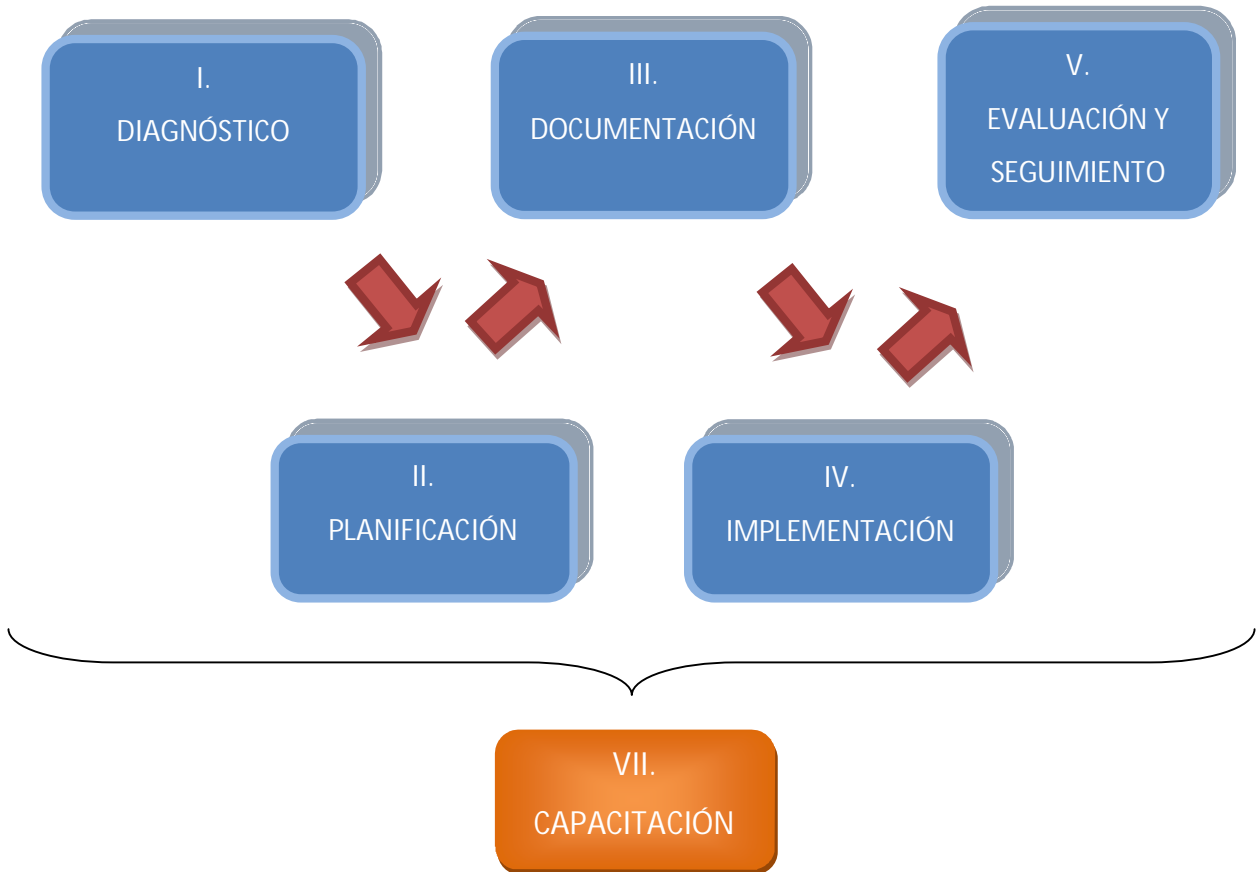 I.
DIAGNÓSTICO
II.
PLANIFICACIÓN
III.
DOCUMENTACIÓN
IV.
IMPLEMENTACIÓN
V.
EVALUACIÓN Y
SEGUIMIENTO
VII.
CAPACITACIÓN